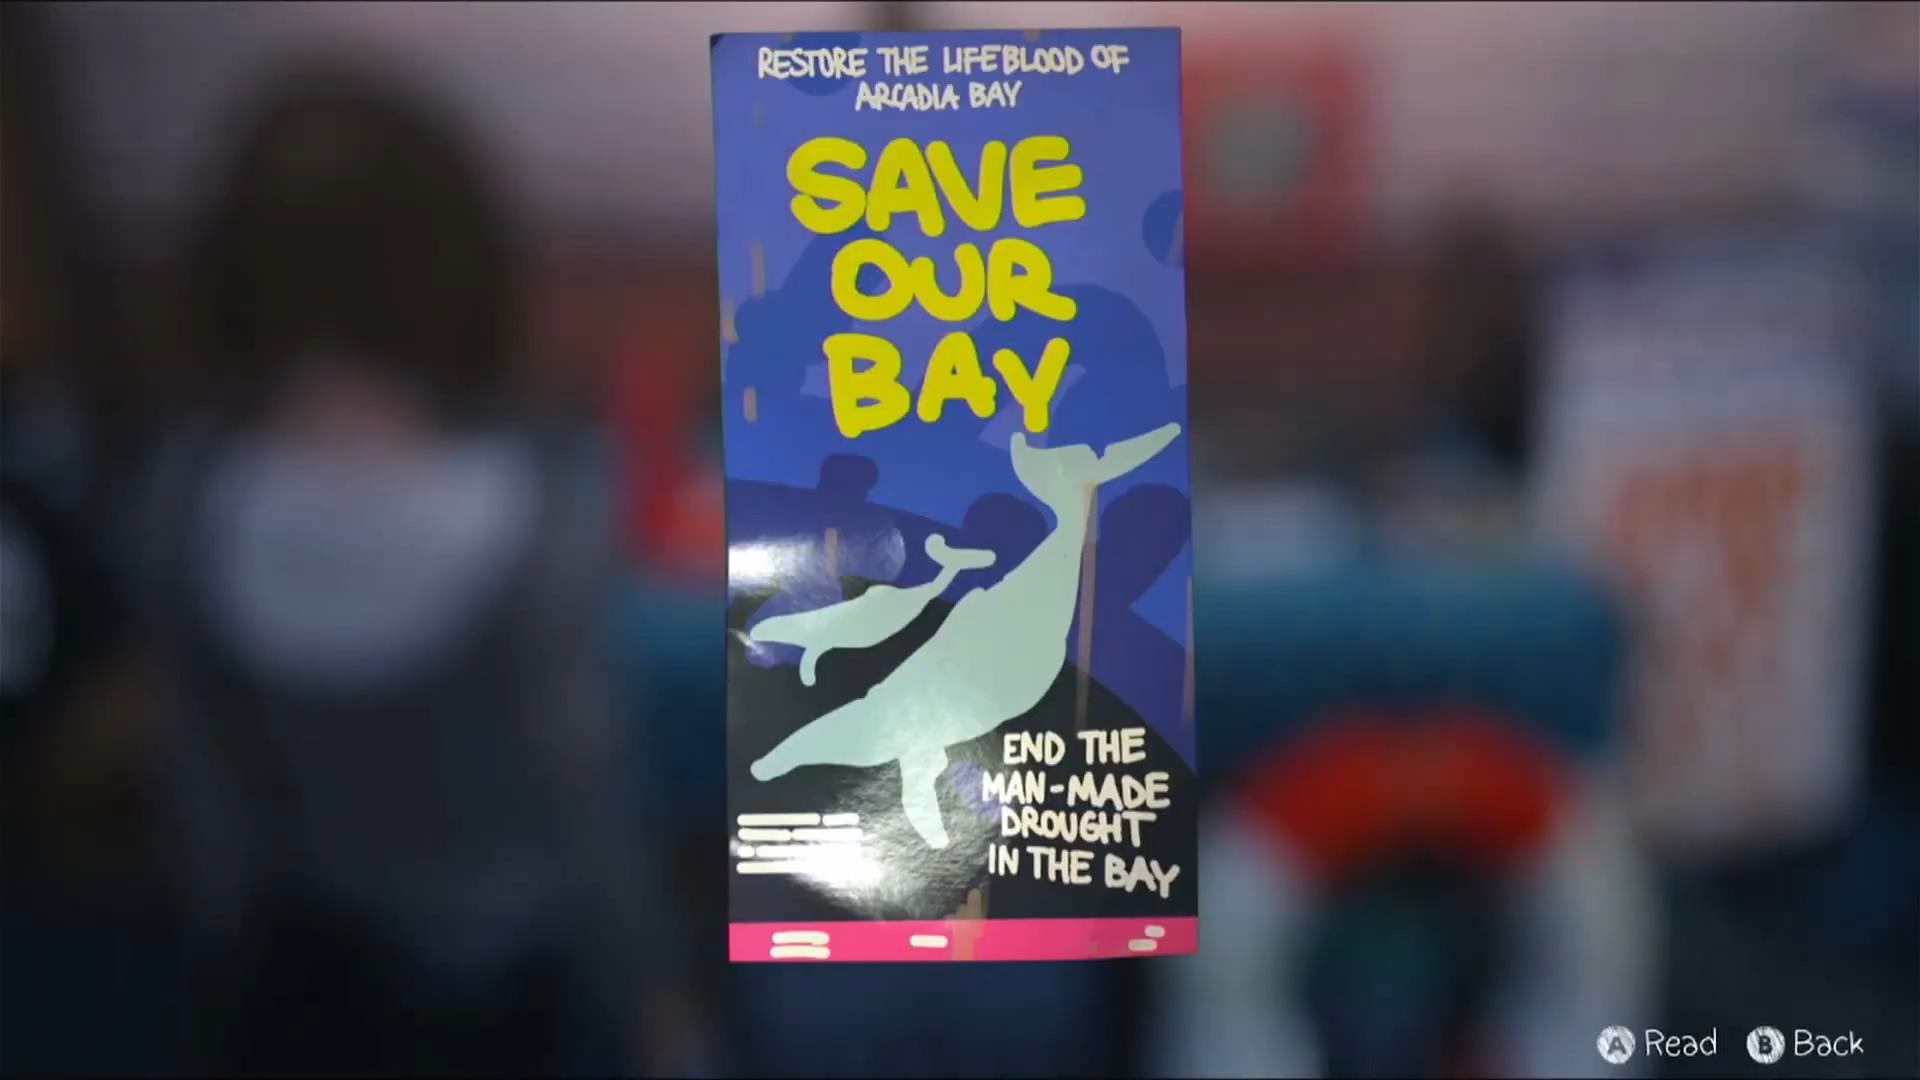 RESTORE THE LIFEBLOOD OF
ARCADIA BAY
SAVE
OUR
BAY
END THE
MAN-MADE
DROUGHT
IN THE BAY
A Read B Back